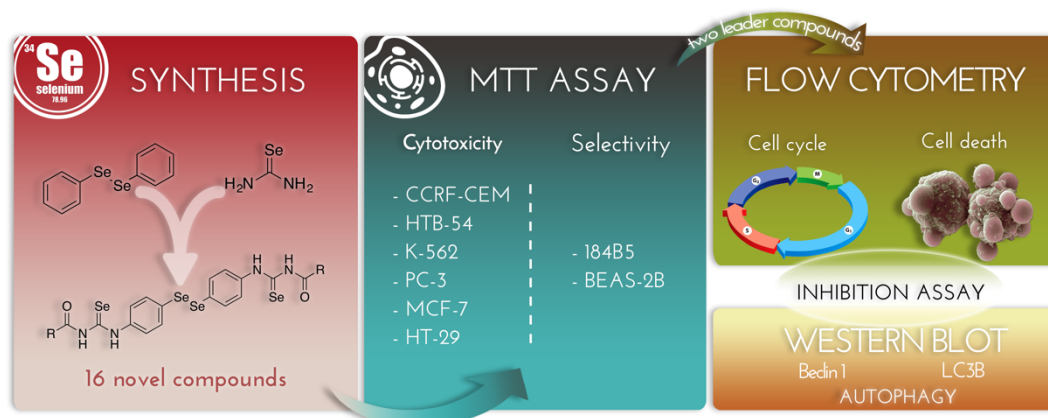 34
Se
selenium
78.96
SYNTHESIS
Se
Se
Se
H₂N
NH₂
H
N
H
N
R
Se
O
O
Se
Se
Se
R
N
H
N
H
16 novel compounds
MTT ASSAY
Cytotoxicity
- CCRF-CEM
- HTB-54
- K-562
- PC-3
- MCF-7
- HT-29
Selectivity
- 184B5
- BEAS-2B
two leader compounds
FLOW CYTOMETRY
Cell cycle
G₂
M
S
G₁
Cell death
INHIBITION ASSAY
WESTERN BLOT
Beclin 1
LC3B
AUTOPHAGY